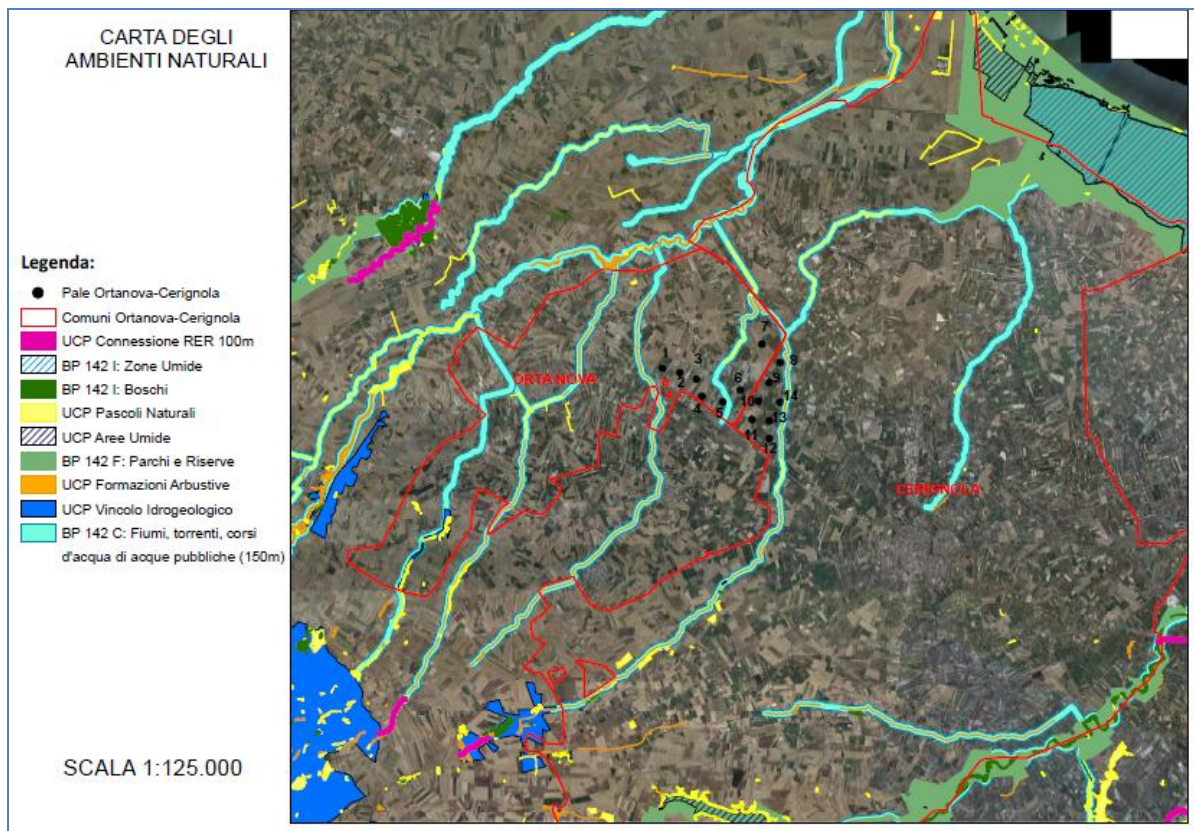 CARTA DEGLI
AMBIENTI NATURALI
Legenda:
Pale Ortanova-Cerignola
Comuni Ortanova-Cerignola
UCP Connessione RER 100m
BP 142 I: Zone Umide
BP 142 I: Boschi
UCP Pascoli Naturali
UCP Aree Umide
BP 142 F: Parchi e Riserve
UCP Formazioni Arbustive
UCP Vincolo Idrogeologico
BP 142 C: Fiumi, torrenti, corsi
d'acqua di acque pubbliche (150m)
SCALA 1:125.000
7
1
3
8
ORTA NOVA
2
6
9
4
5
10
14
13
11
12
CERIGNOLA